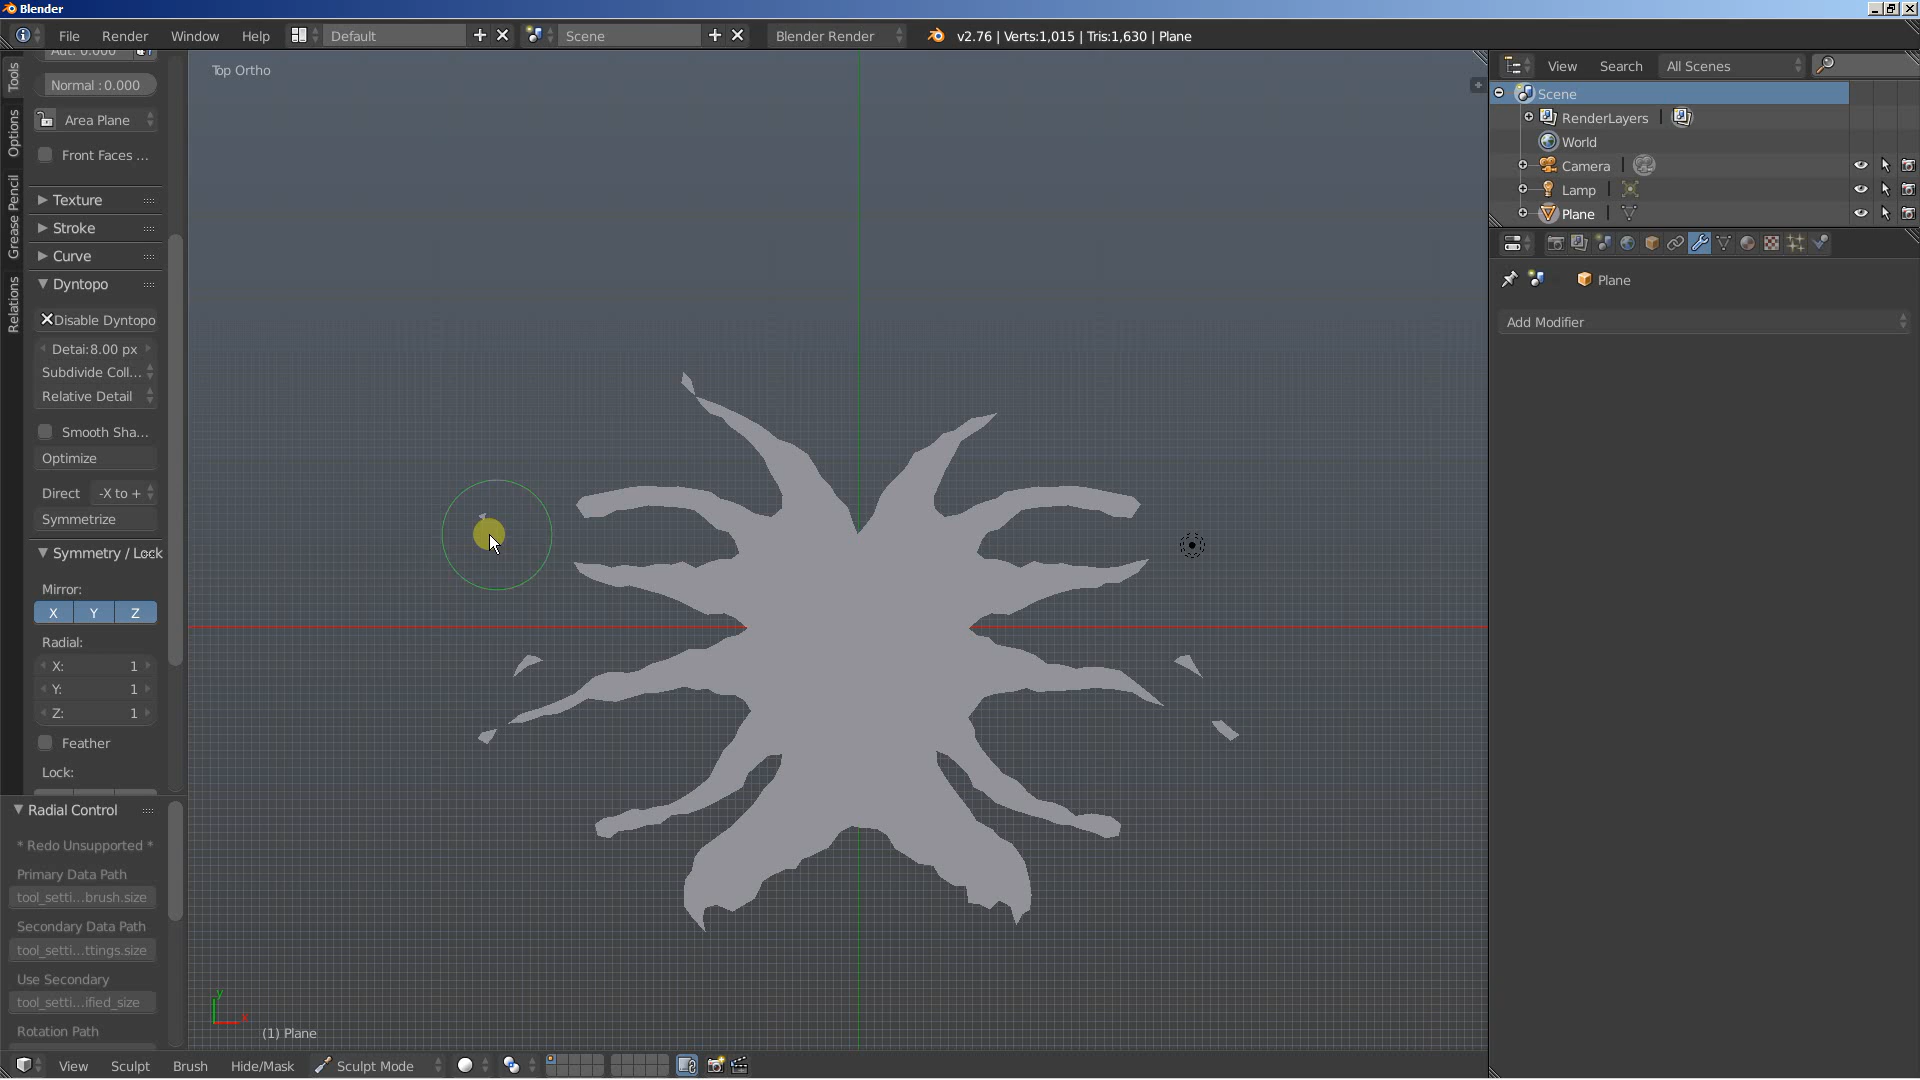 Blender
File Render Window Help Default Scene Blender Render v2.76 | Verts:1,015 | Tris:1,630 | Plane
Tools
Options
Grease Pencil
Relations
Aut: 0.000
Normal : 0.000
Area Plane
Front Faces ...
Texture
Stroke
Curve
Dyntopo
Disable Dyntopo
Detai:8.00 px
Subdivide Coll...
Relative Detail
Smooth Sha...
Optimize
Direct -X to +
Symmetrize
Symmetry / Lock
Mirror:
X Y Z
Radial:
X: 1
Y: 1
Z: 1
Feather
Lock:
Radial Control
* Redo Unsupported *
Primary Data Path
tool_setti...brush.size
Secondary Data Path
tool_setti...ttings.size
Use Secondary
tool_setti...ified_size
Rotation Path
Top Ortho
y
x
(1) Plane
View Sculpt Brush Hide/Mask Sculpt Mode
View Search All Scenes
Scene
RenderLayers |
World
Camera |
Lamp |
Plane |
Plane
Add Modifier